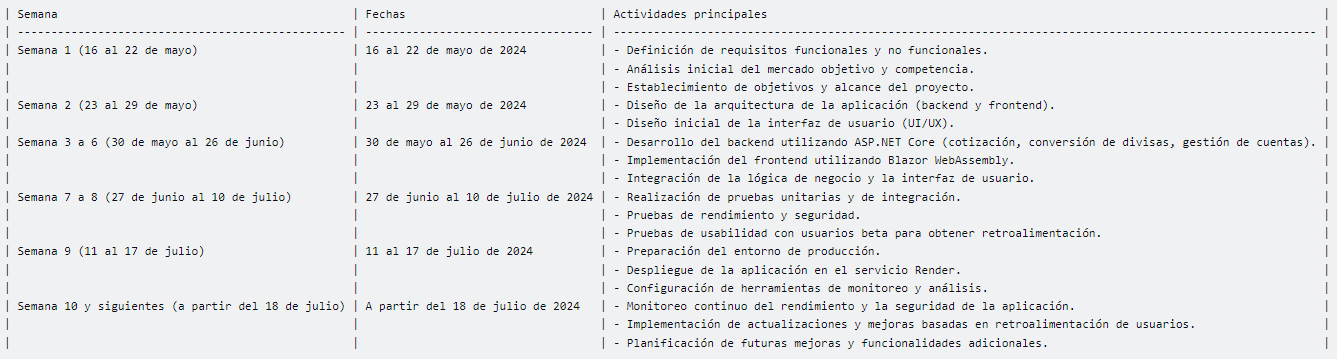 | Semana | Fechas | Actividades principales |
| ---------------------------------------------- | -------------------------------- | --------------------------------------------------------------------------------------------------- |
| Semana 1 (16 al 22 de mayo) | 16 al 22 de mayo de 2024 | - Definición de requisitos funcionales y no funcionales. |
| | | - Análisis inicial del mercado objetivo y competencia. |
| | | - Establecimiento de objetivos y alcance del proyecto. |
| Semana 2 (23 al 29 de mayo) | 23 al 29 de mayo de 2024 | - Diseño de la arquitectura de la aplicación (backend y frontend). |
| | | - Diseño inicial de la interfaz de usuario (UI/UX). |
| Semana 3 a 6 (30 de mayo al 26 de junio) | 30 de mayo al 26 de junio de 2024 | - Desarrollo del backend utilizando ASP.NET Core (cotización, conversión de divisas, gestión de cuentas). |
| | | - Implementación del frontend utilizando Blazor WebAssembly. |
| | | - Integración de la lógica de negocio y la interfaz de usuario. |
| Semana 7 a 8 (27 de junio al 10 de julio) | 27 de junio al 10 de julio de 2024 | - Realización de pruebas unitarias y de integración. |
| | | - Pruebas de rendimiento y seguridad. |
| | | - Pruebas de usabilidad con usuarios beta para obtener retroalimentación. |
| Semana 9 (11 al 17 de julio) | 11 al 17 de julio de 2024 | - Preparación del entorno de producción. |
| | | - Despliegue de la aplicación en el servicio Render. |
| | | - Configuración de herramientas de monitoreo y análisis. |
| Semana 10 y siguientes (a partir del 18 de julio) | A partir del 18 de julio de 2024 | - Monitoreo continuo del rendimiento y la seguridad de la aplicación. |
| | | - Implementación de actualizaciones y mejoras basadas en retroalimentación de usuarios. |
| | | - Planificación de futuras mejoras y funcionalidades adicionales. |